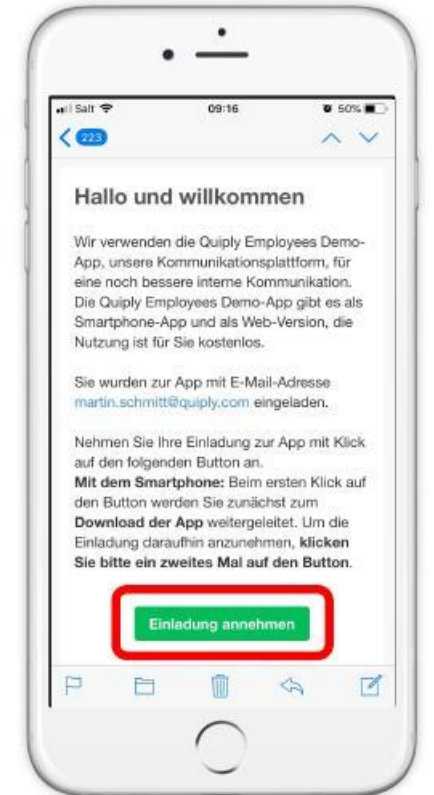 Salt 09:16 50%
223
Hallo und willkommen
Wir verwenden die Quiply Employees Demo-
App, unsere Kommunikationsplattform, für
eine noch bessere interne Kommunikation.
Die Quiply Employees Demo-App gibt es als
Smartphone-App und als Web-Version, die
Nutzung ist für Sie kostenlos.
Sie wurden zur App mit E-Mail-Adresse
martin.schmitt@quiply.com eingeladen.
Nehmen Sie Ihre Einladung zur App mit Klick
auf den folgenden Button an.
Mit dem Smartphone: Beim ersten Klick auf
den Button werden Sie zunächst zum
Download der App weitergeleitet. Um die
Einladung daraufhin anzunehmen, klicken
Sie bitte ein zweites Mal auf den Button.
Einladung annehmen